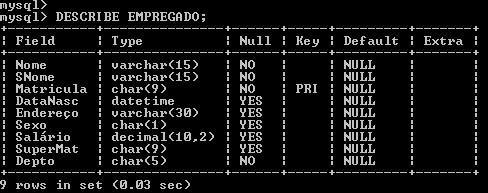 mysql>
mysql> DESCRIBE EMPREGADO;
+-----------+---------------+------+-----+---------+-------+
| Field     | Type          | Null | Key | Default | Extra |
+-----------+---------------+------+-----+---------+-------+
| Nome      | varchar(15)   | NO   |     | NULL    |       |
| SNome     | varchar(15)   | NO   |     | NULL    |       |
| Matricula | char(9)       | NO   | PRI | NULL    |       |
| DataNasc  | datetime      | YES  |     | NULL    |       |
| Endereço  | varchar(30)   | YES  |     | NULL    |       |
| Sexo      | char(1)       | YES  |     | NULL    |       |
| Salário   | decimal(10,2) | YES  |     | NULL    |       |
| SuperMat  | char(9)       | YES  |     | NULL    |       |
| Depto     | char(5)       | NO   |     | NULL    |       |
+-----------+---------------+------+-----+---------+-------+
9 rows in set (0.03 sec)